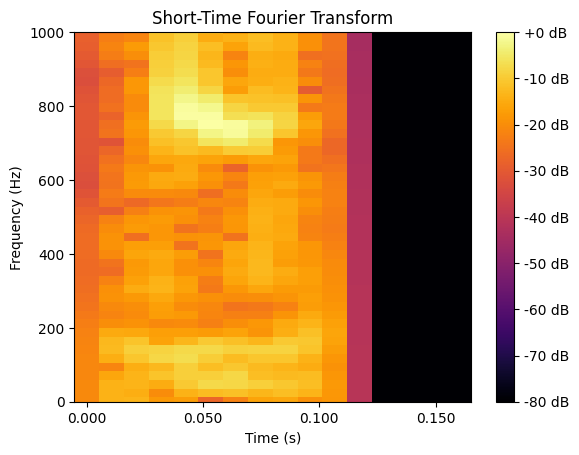 Short-Time Fourier Transform
1000
800
600
400
200
0
Frequency (Hz)
0.000
0.050
0.100
0.150
Time (s)
+0 dB
-10 dB
-20 dB
-30 dB
-40 dB
-50 dB
-60 dB
-70 dB
-80 dB